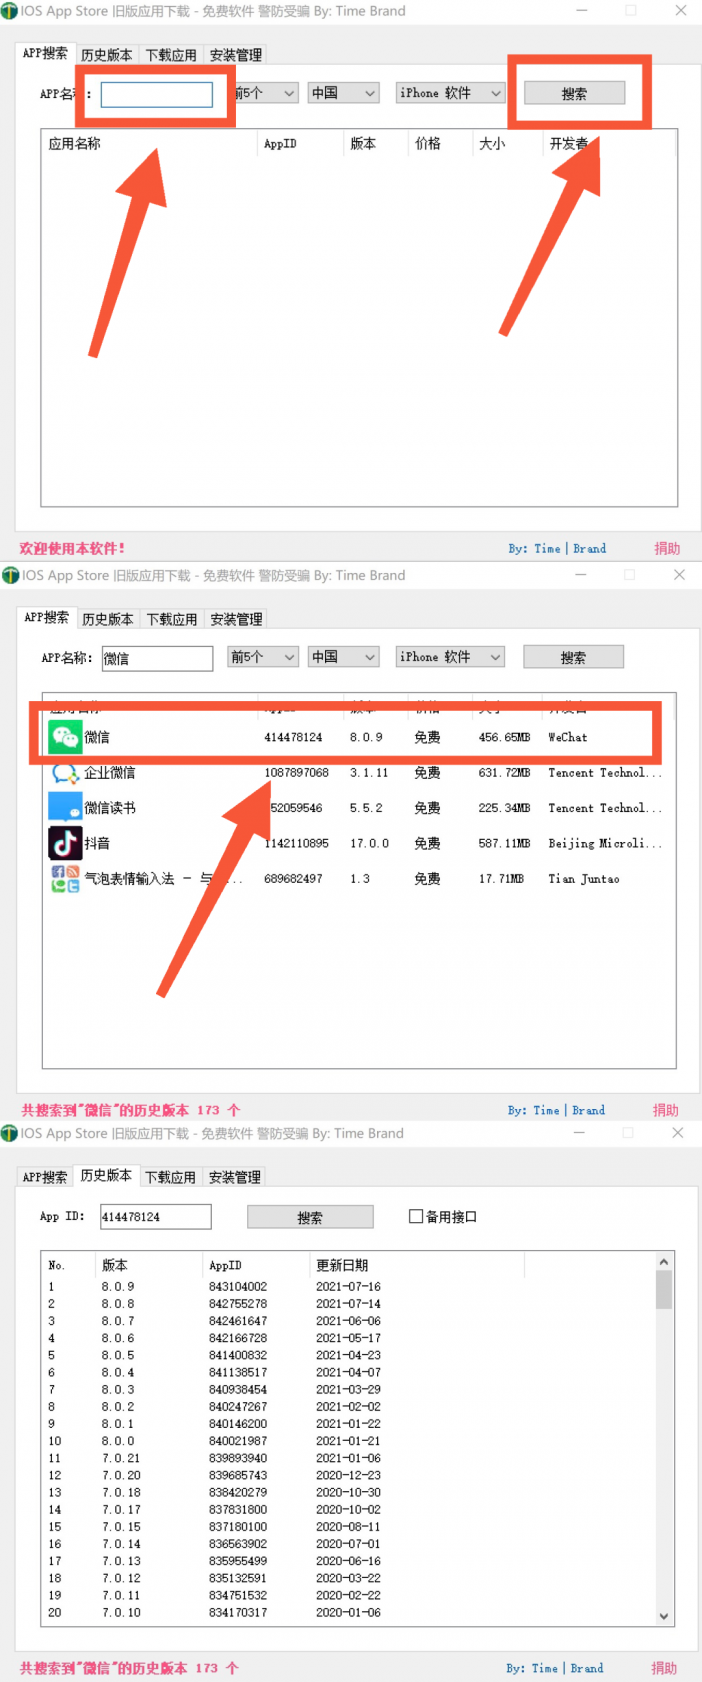 IOS App Store 旧版应用下载 - 免费软件 警防受骗 By: Time Brand
APP搜索 历史版本 下载应用 安装管理
APP名称: 前5个 中国 iPhone 软件 搜索
应用名称 AppID 版本 价格 大小 开发者
欢迎使用本软件! By: Time|Brand 捐助
IOS App Store 旧版应用下载 - 免费软件 警防受骗 By: Time Brand
APP搜索 历史版本 下载应用 安装管理
APP名称: 微信 前5个 中国 iPhone 软件 搜索
微信 414478124 8.0.9 免费 456.65MB WeChat
企业微信 1087897068 3.1.11 免费 631.72MB Tencent Technol...
微信读书 52059546 5.5.2 免费 225.34MB Tencent Technol...
抖音 1142110895 17.0.0 免费 587.11MB Beijing Microli...
气泡表情输入法 - 与 ... 689682497 1.3 免费 17.71MB Tian Juntao
共搜索到"微信"的历史版本 173 个 By: Time|Brand 捐助
IOS App Store 旧版应用下载 - 免费软件 警防受骗 By: Time Brand
APP搜索 历史版本 下载应用 安装管理
App ID: 414478124 搜索 备用接口
No. 版本 AppID 更新日期
1 8.0.9 843104002 2021-07-16
2 8.0.8 842755278 2021-07-14
3 8.0.7 842461647 2021-06-06
4 8.0.6 842166728 2021-05-17
5 8.0.5 841400832 2021-04-23
6 8.0.4 841138517 2021-04-07
7 8.0.3 840938454 2021-03-29
8 8.0.2 840247267 2021-02-02
9 8.0.1 840146200 2021-01-22
10 8.0.0 840021987 2021-01-21
11 7.0.21 839893940 2021-01-06
12 7.0.20 839685743 2020-12-23
13 7.0.18 838420279 2020-10-30
14 7.0.17 837831800 2020-10-02
15 7.0.15 837180100 2020-08-11
16 7.0.14 836563902 2020-07-01
17 7.0.13 835955499 2020-06-16
18 7.0.12 835132591 2020-03-22
19 7.0.11 834751532 2020-02-22
20 7.0.10 834170317 2020-01-06
共搜索到"微信"的历史版本 173 个 By: Time|Brand 捐助